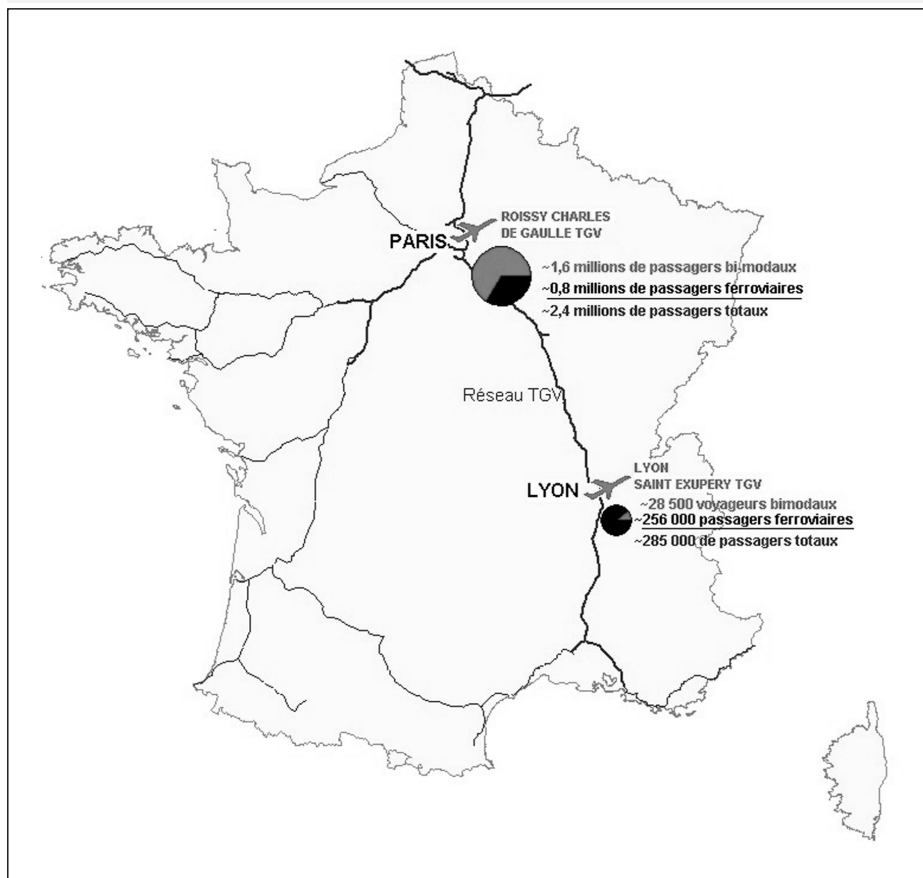 ROISSY CHARLES
DE GAULLE TGV
PARIS
~1,6 millions de passagers bi-modaux
~0,8 millions de passagers ferroviaires
~2,4 millions de passagers totaux
Réseau TGV
LYON
SAINT EXUPERY TGV
LYON
~28 500 voyageurs bimodaux
~256 000 passagers ferroviaires
~285 000 de passagers totaux